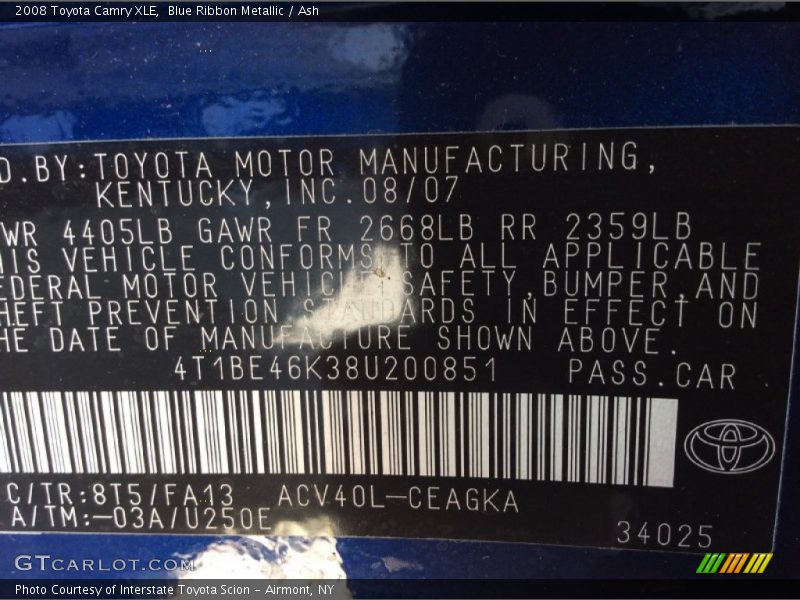 2008 Toyota Camry XLE, Blue Ribbon Metallic / Ash
D.BY:TOYOTA MOTOR MANUFACTURING,
KENTUCKY,INC.08/07
WR 4405LB GAWR FR 2668LB RR 2359LB
IS VEHICLE CONFORMS TO ALL APPLICABLE
EDERAL MOTOR VEHICLE SAFETY,BUMPER,AND
HEFT PREVENTION STANDARDS IN EFFECT ON
HE DATE OF MANUFACTURE SHOWN ABOVE.
4T1BE46K38U200851 PASS.CAR
C/TR:8T5/FA13 ACV40L-CEAGKA
A/TM:-03A/U250E
34025
GTCARLOT.COM
Photo Courtesy of Interstate Toyota Scion - Airmont, NY